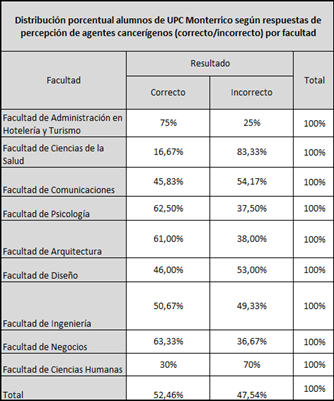 Distribución porcentual alumnos de UPC Monterrico según respuestas de
percepción de agentes cancerígenos (correcto/incorrecto) por facultad
Facultad Resultado Total
Correcto Incorrecto
Facultad de Administración en
Hotelería y Turismo 75% 25% 100%
Facultad de Ciencias de la
Salud 16,67% 83,33% 100%
Facultad de Comunicaciones 45,83% 54,17% 100%
Facultad de Psicología 62,50% 37,50% 100%
Facultad de Arquitectura 61,00% 38,00% 100%
Facultad de Diseño 46,00% 53,00% 100%
Facultad de Ingeniería 50,67% 49,33% 100%
Facultad de Negocios 63,33% 36,67% 100%
Facultad de Ciencias Humanas 30% 70% 100%
Total 52,46% 47,54% 100%